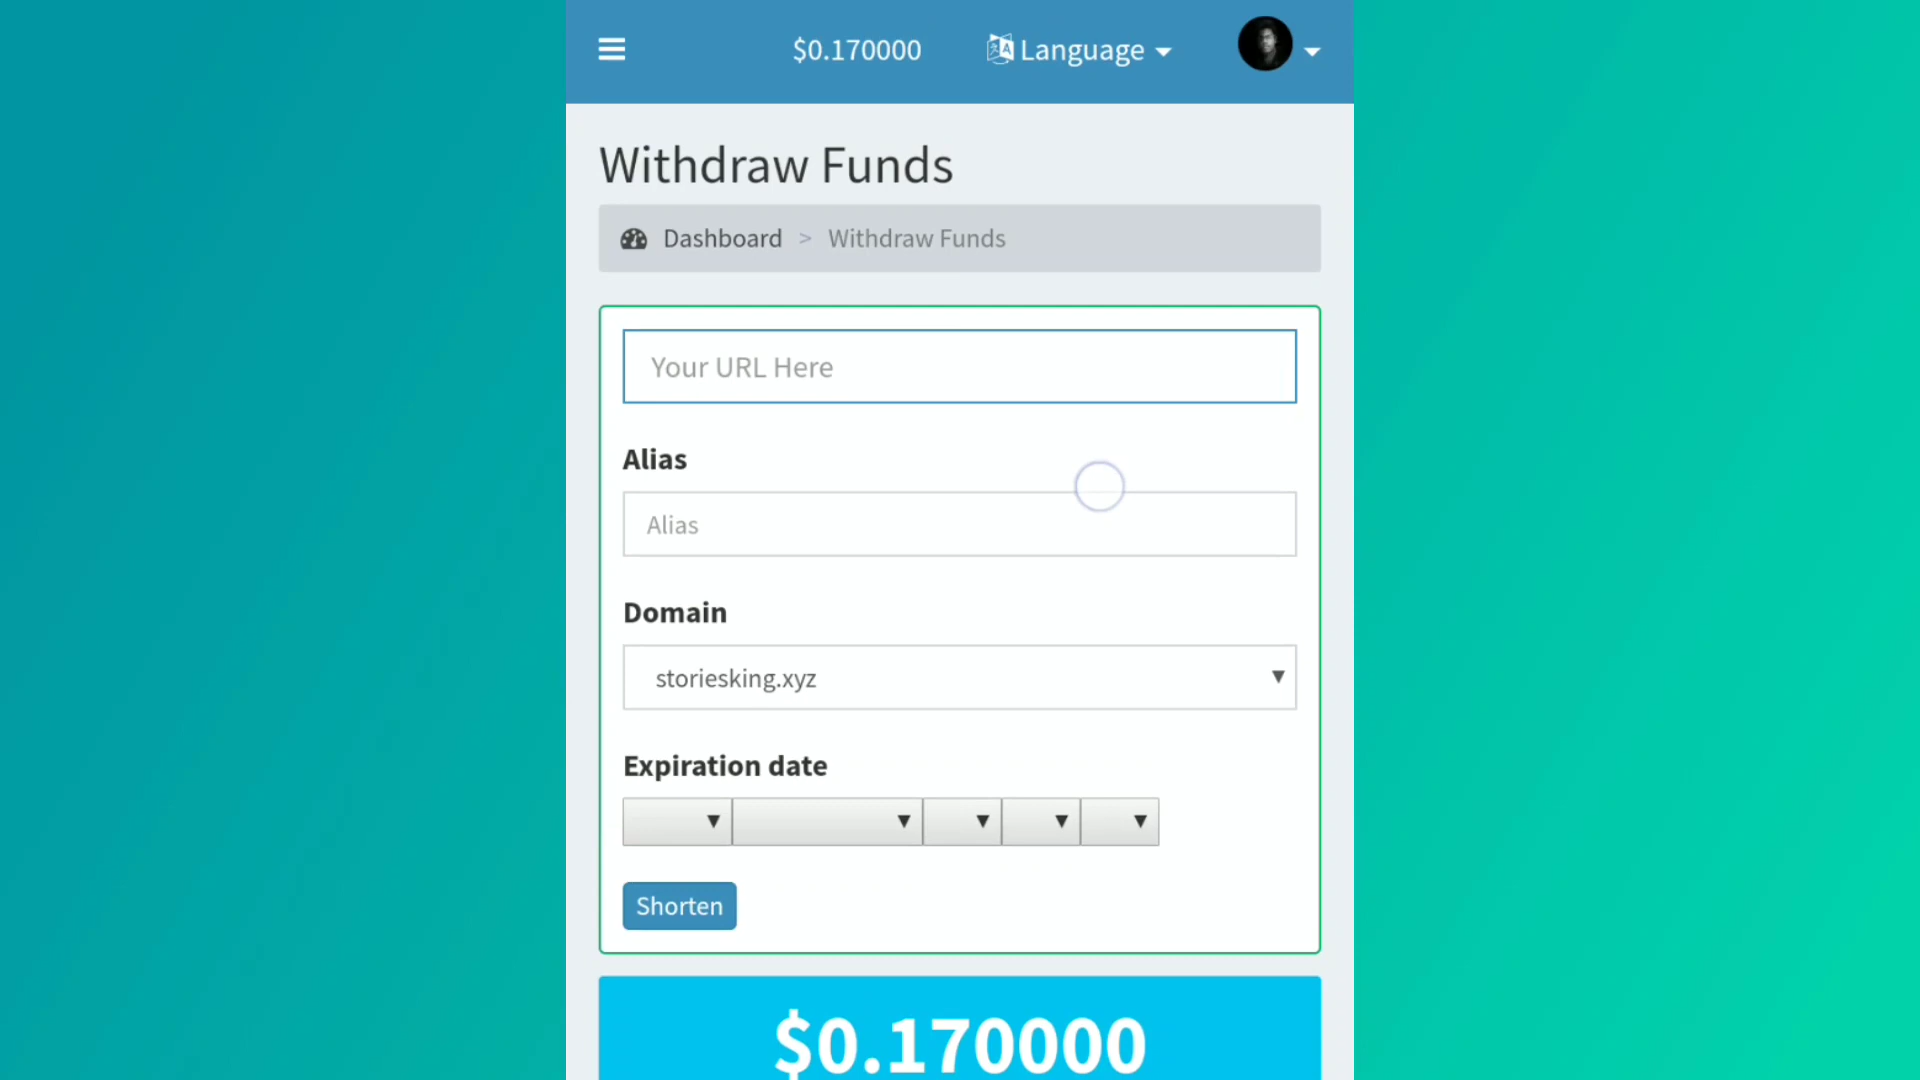 $0.170000 Language
Withdraw Funds
Dashboard > Withdraw Funds
Your URL Here
Alias
Alias
Domain
storiesking.xyz
Expiration date
Shorten
$0.170000